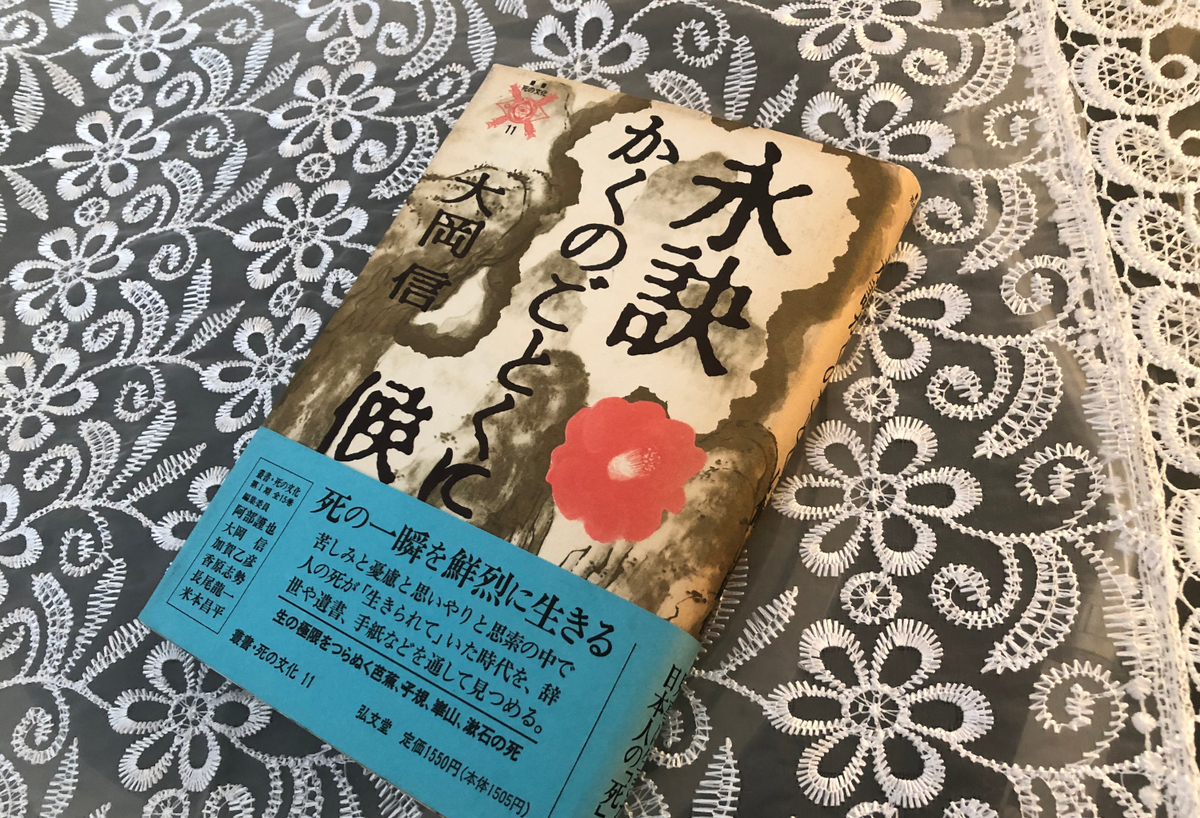 死の文化
11
永訣
かくのごとくに
候
大岡信
叢書・死の文化
第Ⅰ期 全15巻
編集委員
阿部謹也
大岡 信
加賀乙彦
香原志勢
長尾龍一
米本昌平
死の一瞬を鮮烈に生きる
苦しみと憂慮と思いやりと思索の中で
人の死が「生きられて」いた時代を、辞
世や遺書、手紙などを通して見つめる。
生の極限をつらぬく芭蕉、子規、崋山、漱石の死
叢書・死の文化 11
弘文堂 定価1550円(本体1505円)
日本人の「死」